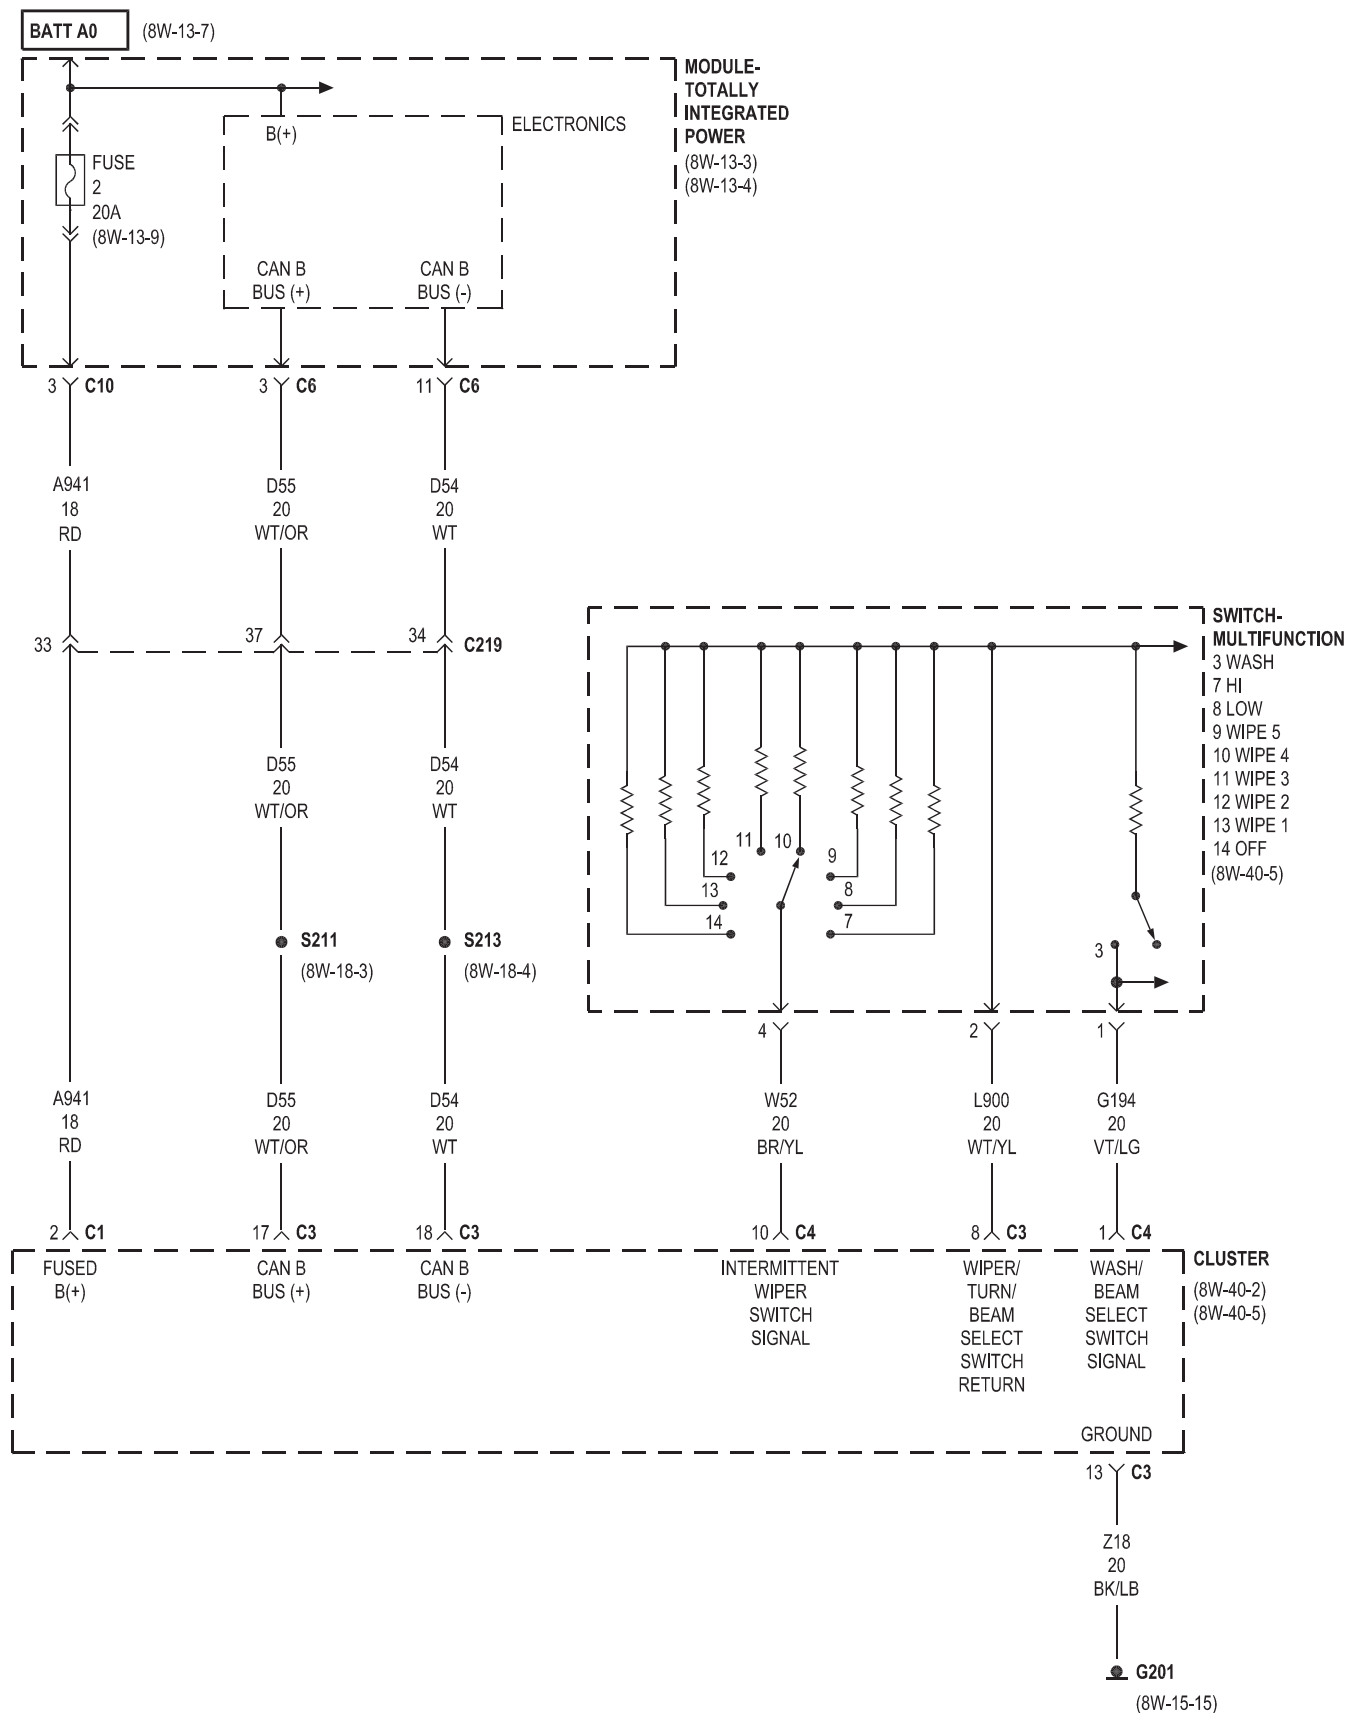 BATT A0
(8W-13-7)
MODULE-
TOTALLY
INTEGRATED
POWER
(8W-13-3)
(8W-13-4)
ELECTRONICS
B(+)
FUSE
2
20A
(8W-13-9)
CAN B
BUS (+)
CAN B
BUS (-)
3 C10
3 C6
11 C6
A941
18
RD
D55
20
WT/OR
D54
20
WT
33
37
34 C219
SWITCH-
MULTIFUNCTION
3 WASH
7 HI
8 LOW
9 WIPE 5
10 WIPE 4
11 WIPE 3
12 WIPE 2
13 WIPE 1
14 OFF
(8W-40-5)
D55
20
WT/OR
D54
20
WT
11
10
12
9
13
8
14
7
3
S211
(8W-18-3)
S213
(8W-18-4)
4
2
1
A941
18
RD
D55
20
WT/OR
D54
20
WT
W52
20
BR/YL
L900
20
WT/YL
G194
20
VT/LG
2 C1
17 C3
18 C3
10 C4
8 C3
1 C4
CLUSTER
(8W-40-2)
(8W-40-5)
FUSED
B(+)
CAN B
BUS (+)
CAN B
BUS (-)
INTERMITTENT
WIPER
SWITCH
SIGNAL
WIPER/
TURN/
BEAM
SELECT
SWITCH
RETURN
WASH/
BEAM
SELECT
SWITCH
SIGNAL
GROUND
13 C3
Z18
20
BK/LB
G201
(8W-15-15)